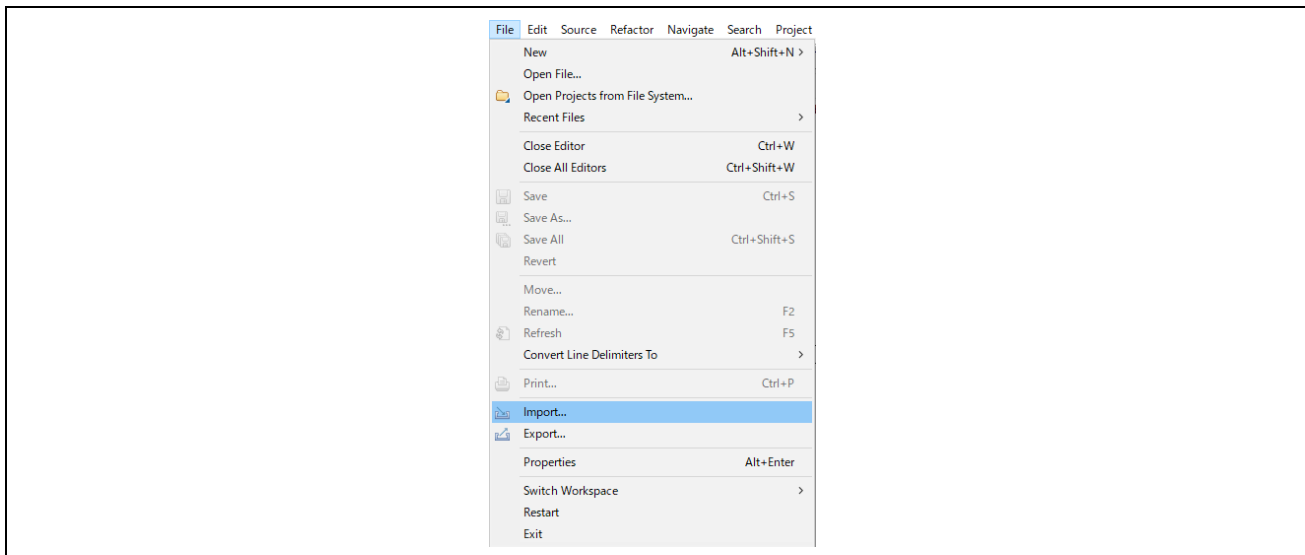 File Edit Source Refactor Navigate Search Project
New Alt+Shift+N >
Open File...
Open Projects from File System...
Recent Files >
Close Editor Ctrl+W
Close All Editors Ctrl+Shift+W
Save Ctrl+S
Save As...
Save All Ctrl+Shift+S
Revert
Move...
Rename... F2
Refresh F5
Convert Line Delimiters To >
Print... Ctrl+P
Import...
Export...
Properties Alt+Enter
Switch Workspace >
Restart
Exit